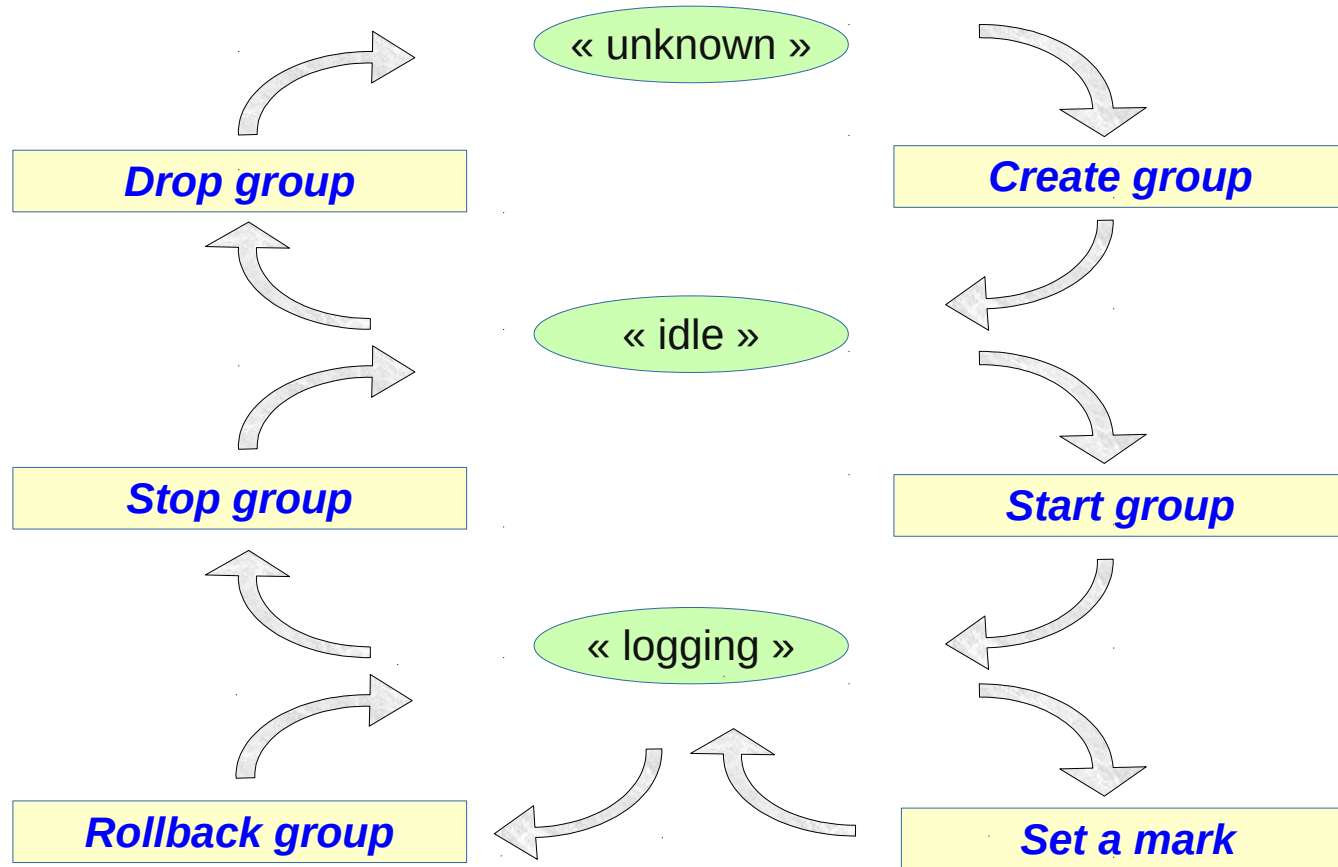 « unknown »
Drop group
Create group
« idle »
Stop group
Start group
« logging »
Rollback group
Set a mark